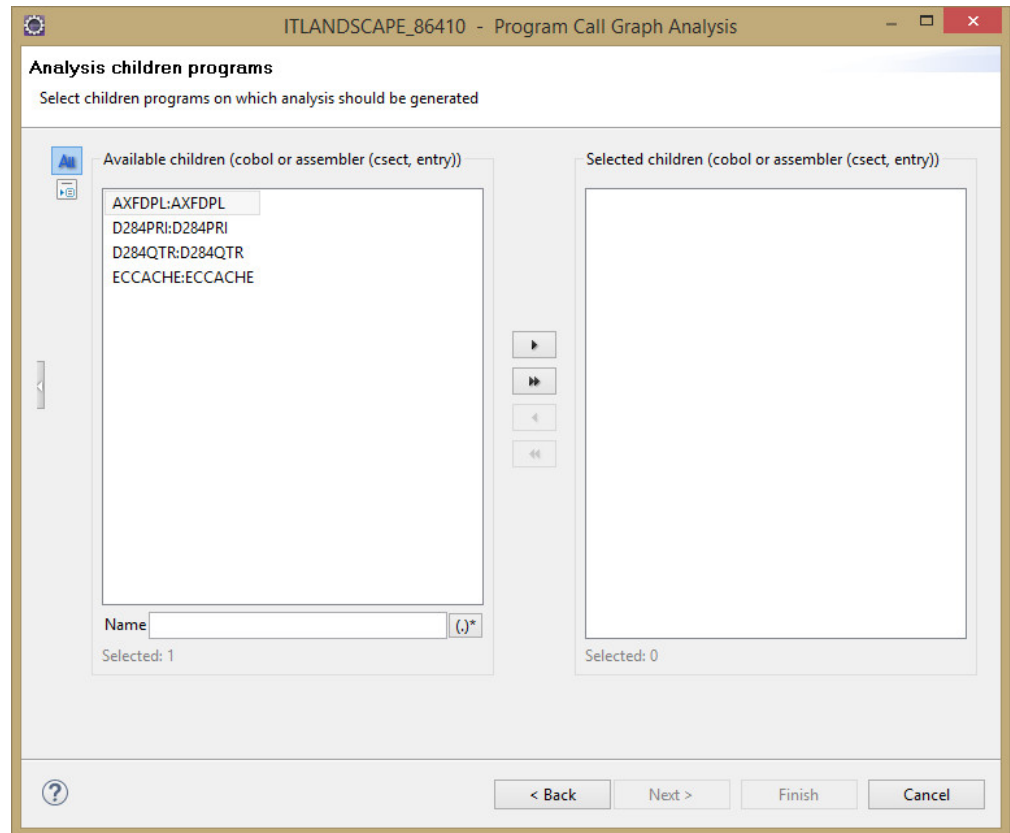 ITLANDSCAPE_86410 - Program Call Graph Analysis
Analysis children programs
Select children programs on which analysis should be generated
Available children (cobol or assembler (csect, entry))
AXFDPL:AXFDPL
D284PRI:D284PRI
D284QTR:D284QTR
ECCACHE:ECCACHE
Name
(.)*
Selected: 1
Selected children (cobol or assembler (csect, entry))
Selected: 0
< Back
Next >
Finish
Cancel